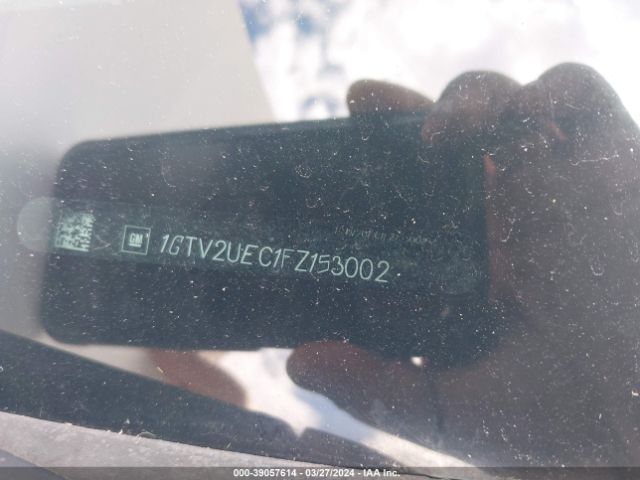 GM 1GTV2UEC1FZ153002
000-39057614 - 03/27/2024 - IAA Inc.